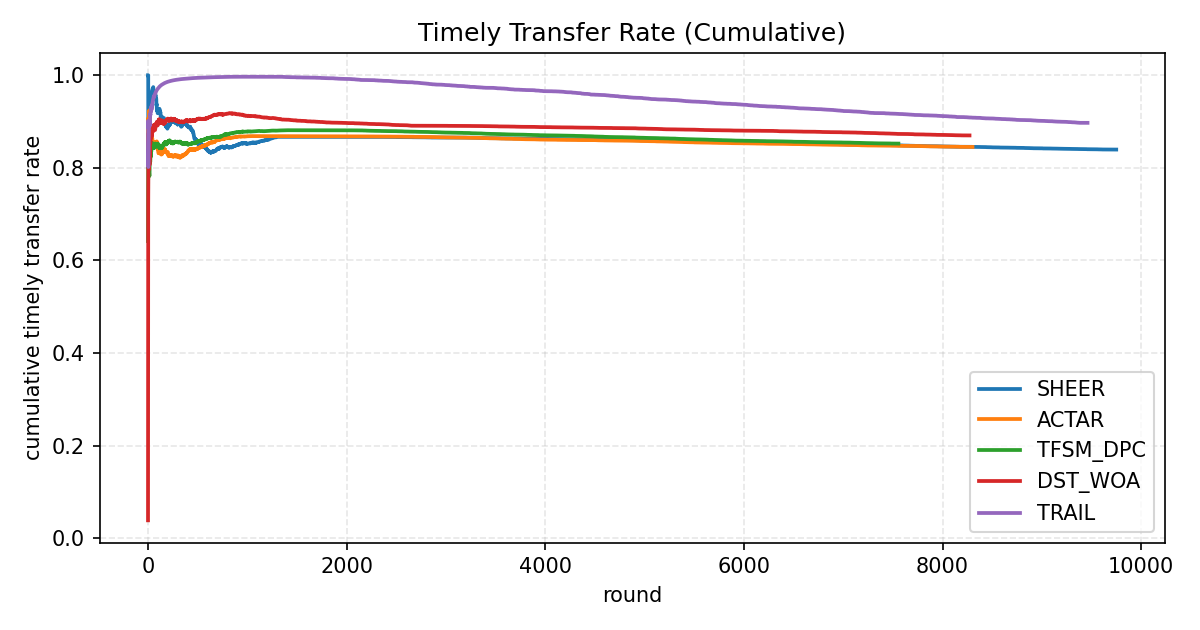 Timely Transfer Rate (Cumulative)
cumulative timely transfer rate
1.0
0.8
0.6
0.4
0.2
0.0
SHEER
ACTAR
TFSM_DPC
DST_WOA
TRAIL
0 2000 4000 6000 8000 10000
round